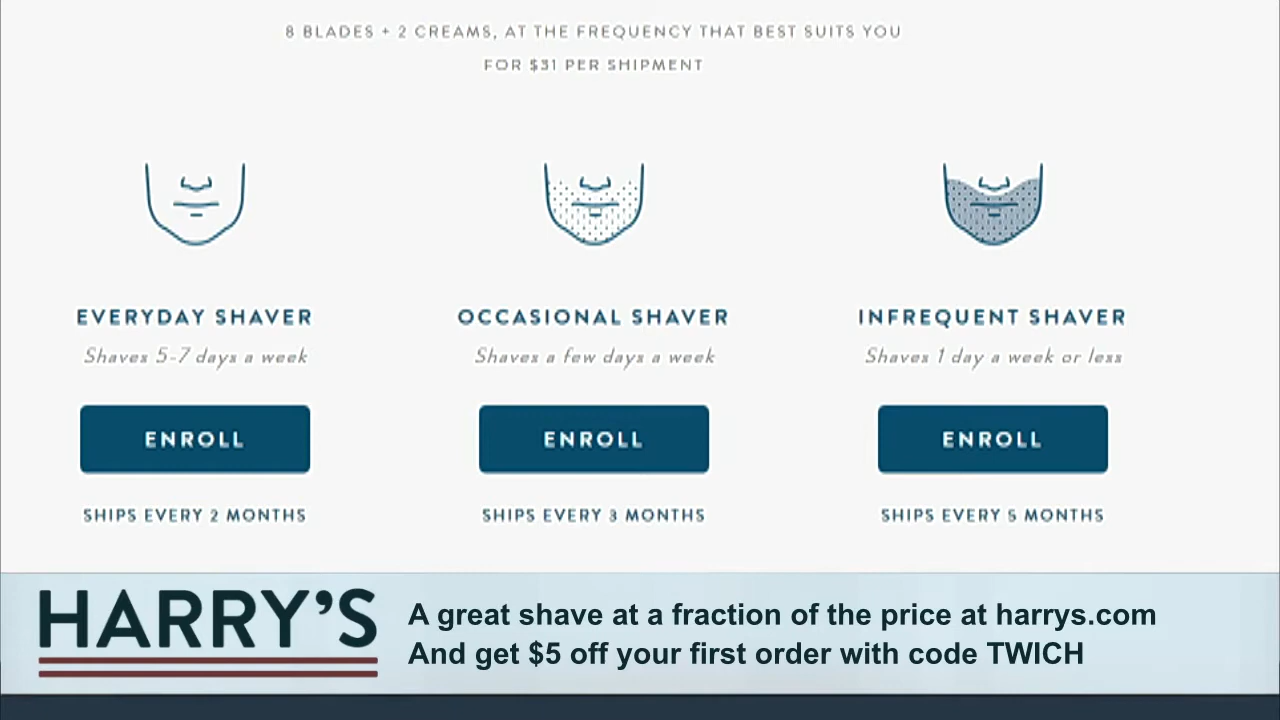 8 BLADES + 2 CREAMS, AT THE FREQUENCY THAT BEST SUITS YOU
FOR $31 PER SHIPMENT
EVERYDAY SHAVER
Shaves 5-7 days a week
ENROLL
SHIPS EVERY 2 MONTHS
OCCASIONAL SHAVER
Shaves a few days a week
ENROLL
SHIPS EVERY 3 MONTHS
INFREQUENT SHAVER
Shaves 1 day a week or less
ENROLL
SHIPS EVERY 5 MONTHS
HARRY'S
A great shave at a fraction of the price at harrys.com
And get $5 off your first order with code TWICH